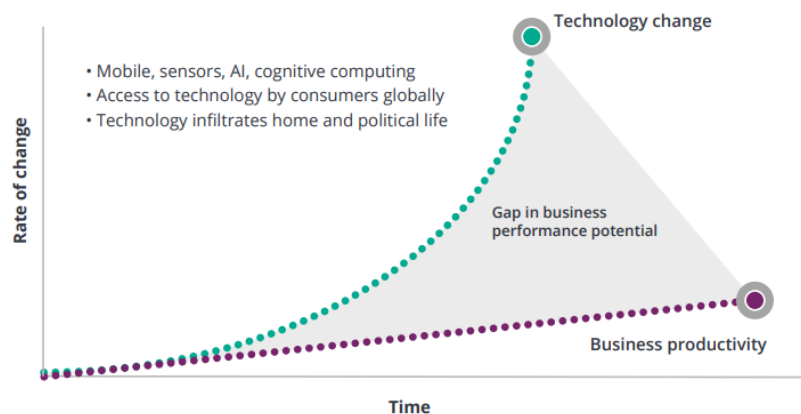 Technology change
• Mobile, sensors, AI, cognitive computing
• Access to technology by consumers globally
• Technology infiltrates home and political life
Rate of change
Gap in business
performance potential
Business productivity
Time